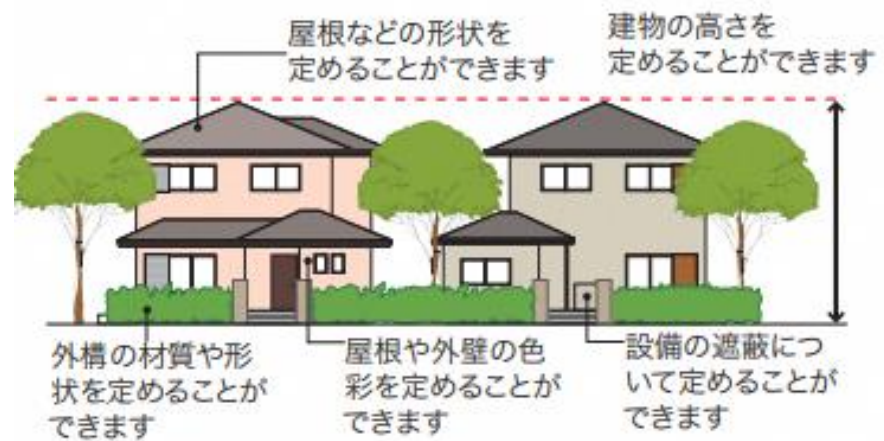 屋根などの形状を
定めることができます
建物の高さを
定めることができます
外構の材質や形
状を定めることが
できます
屋根や外壁の色
彩を定めることが
できます
設備の遮蔽につ
いて定めることが
できます